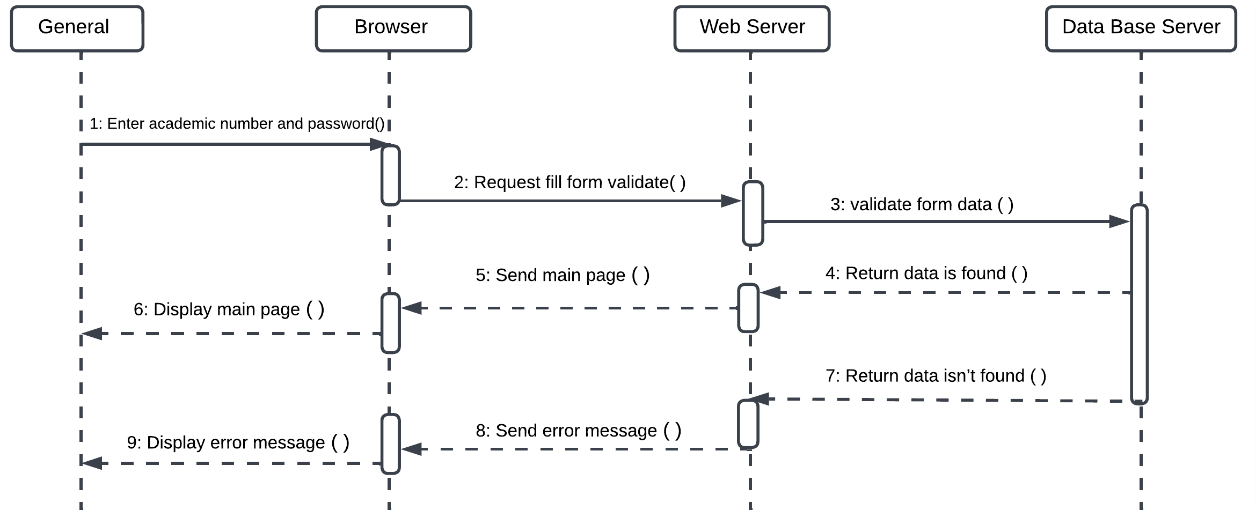 General
Browser
Web Server
Data Base Server
1: Enter academic number and password()
2: Request fill form validate( )
3: validate form data ( )
4: Return data is found ( )
5: Send main page ( )
6: Display main page ( )
7: Return data isn't found ( )
8: Send error message ( )
9: Display error message ( )